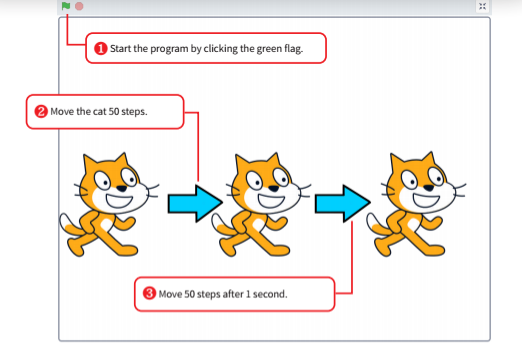 1 Start the program by clicking the green flag.
2 Move the cat 50 steps.
3 Move 50 steps after 1 second.